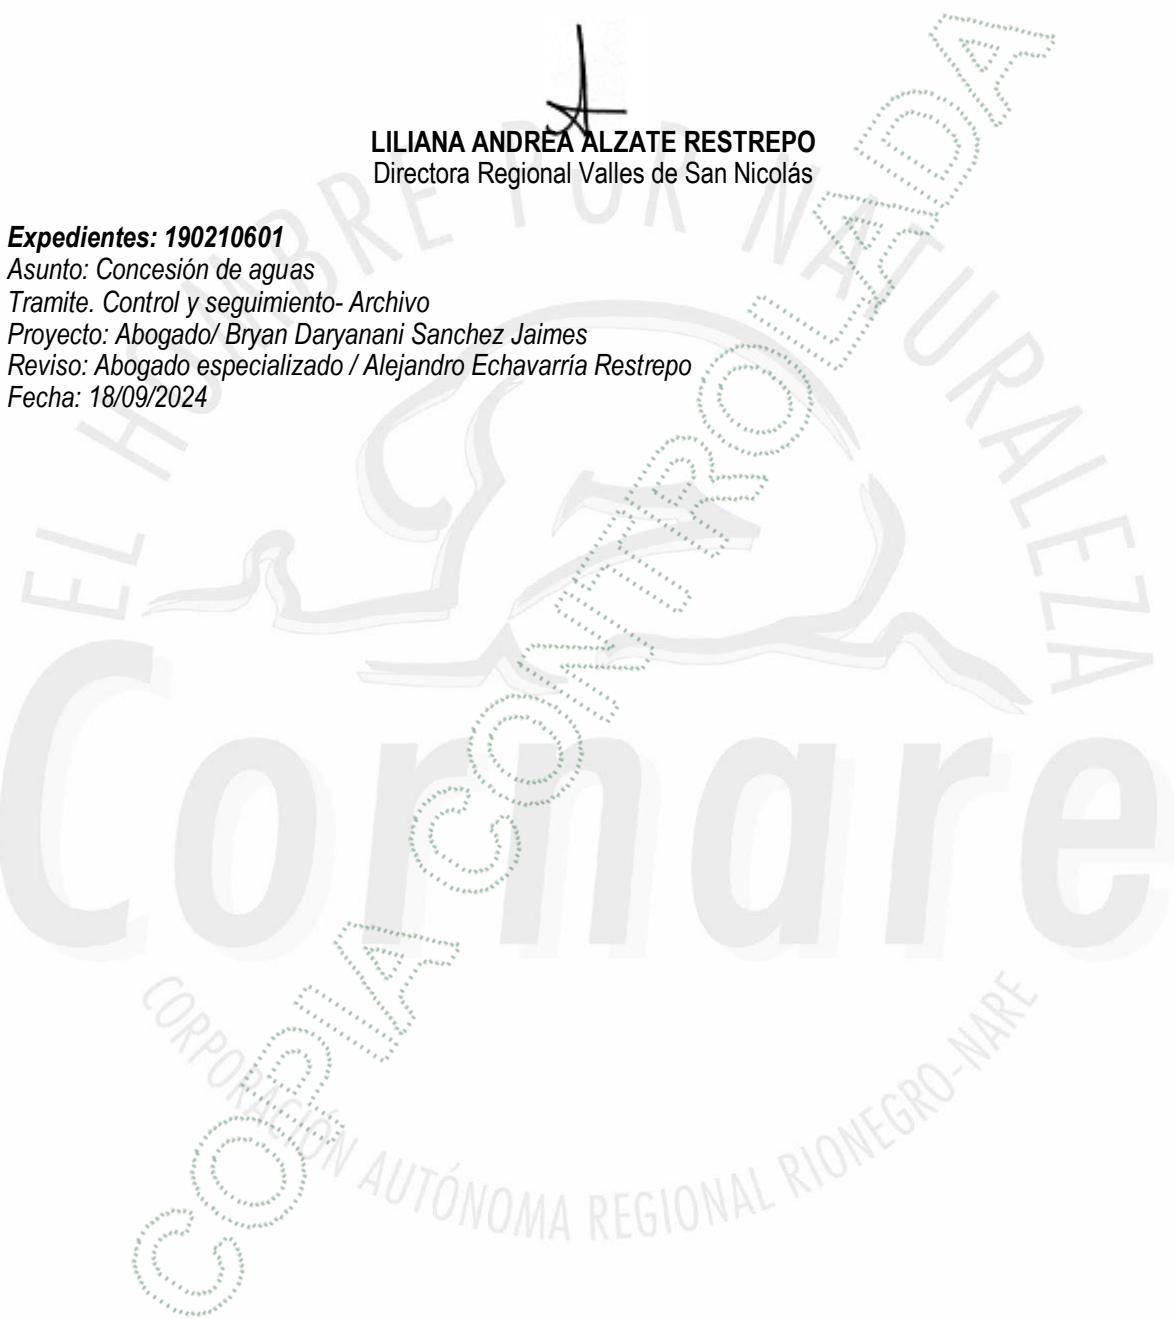 LILIANA ANDREA ALZATE RESTREPO
Directora Regional Valles de San Nicolás
Expedientes: 190210601
Asunto: Concesión de aguas
Tramite. Control y seguimiento- Archivo
Proyecto: Abogado/ Bryan Daryanani Sanchez Jaimes
Reviso: Abogado especializado / Alejandro Echavarría Restrepo
Fecha: 18/09/2024
EL HOMBRE POR NATURALEZA
Cornare
CORPORACIÓN AUTÓNOMA REGIONAL RIONEGRO-NARE
COPIA CONTROLADA